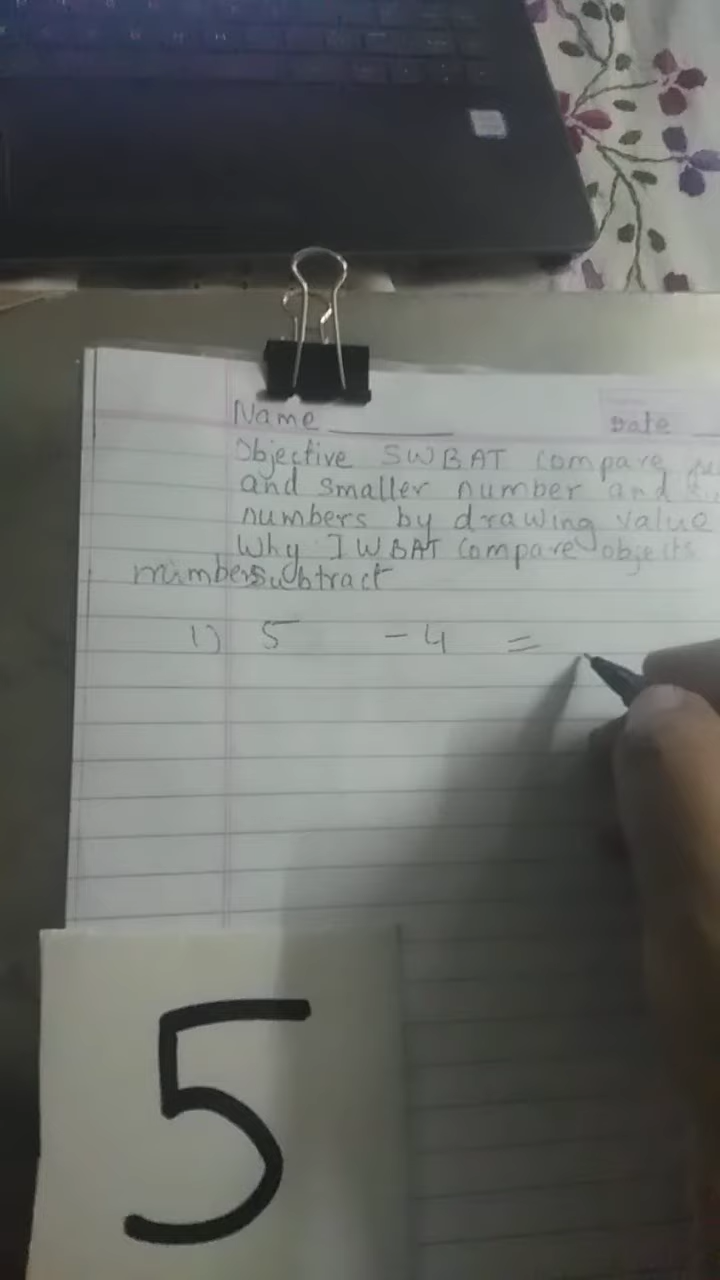 Name Date
Objective SWBAT compare
and smaller number and
numbers by drawing value
Why IWBAT compare objects
subtract
1) 5 - 4 =
5